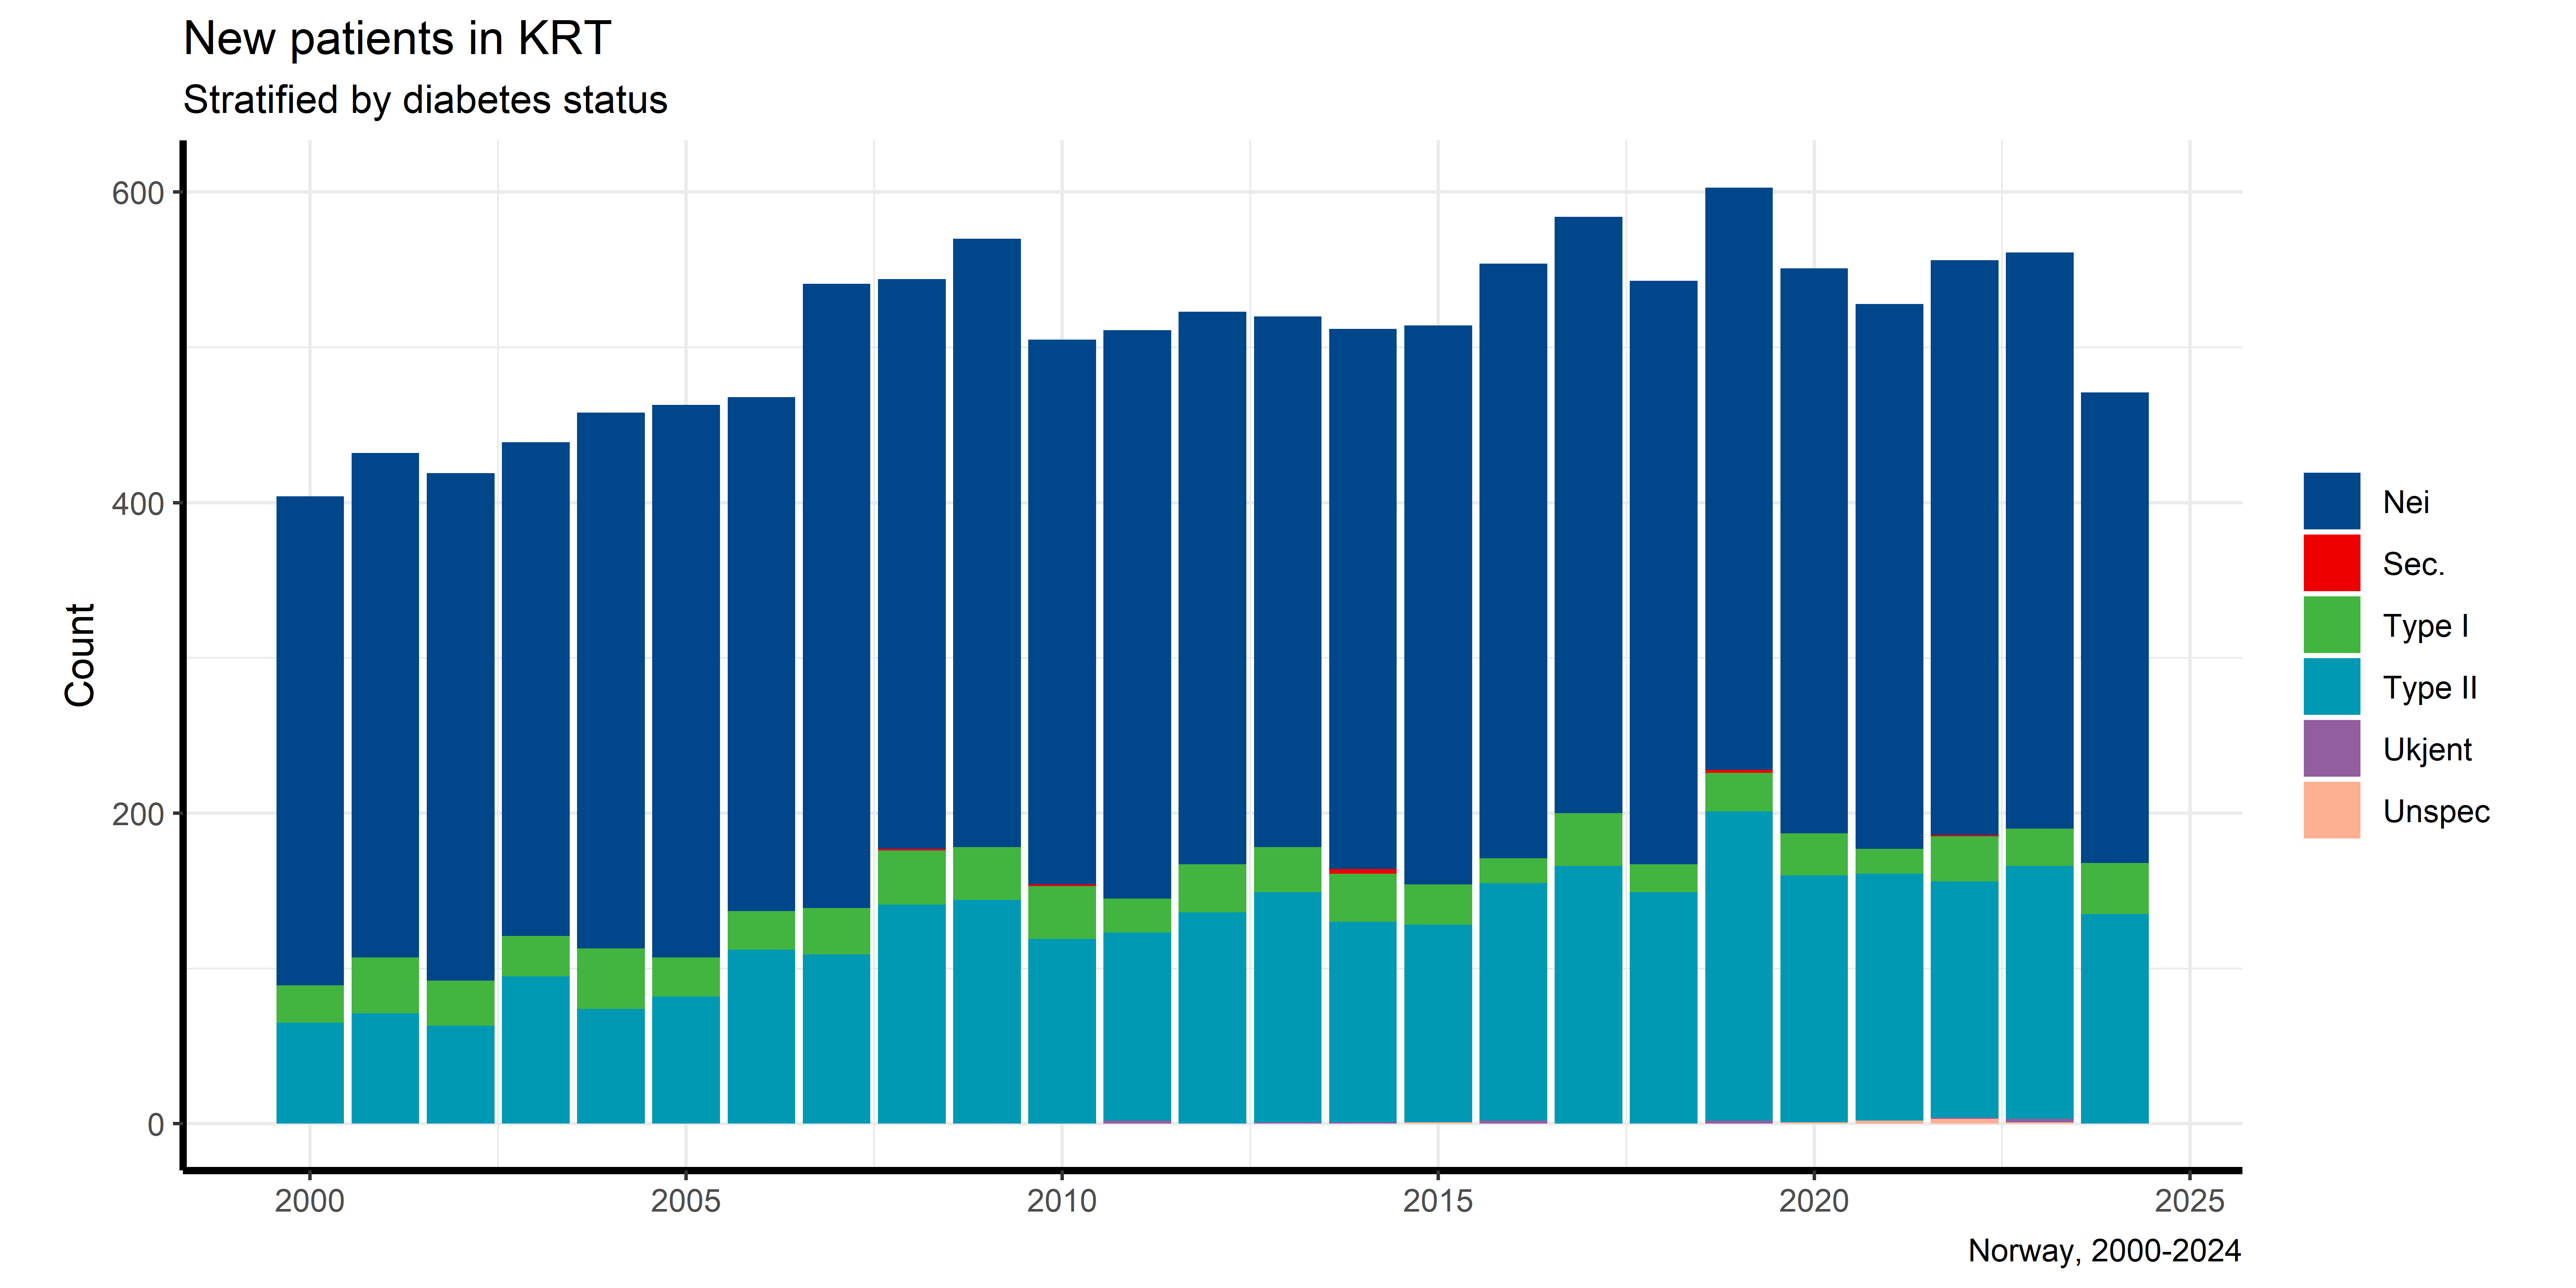 New patients in KRT
Stratified by diabetes status
Count
600
400
200
0
2000
2005
2010
2015
2020
2025
Nei
Sec.
Type I
Type II
Ukjent
Unspec
Norway, 2000-2024